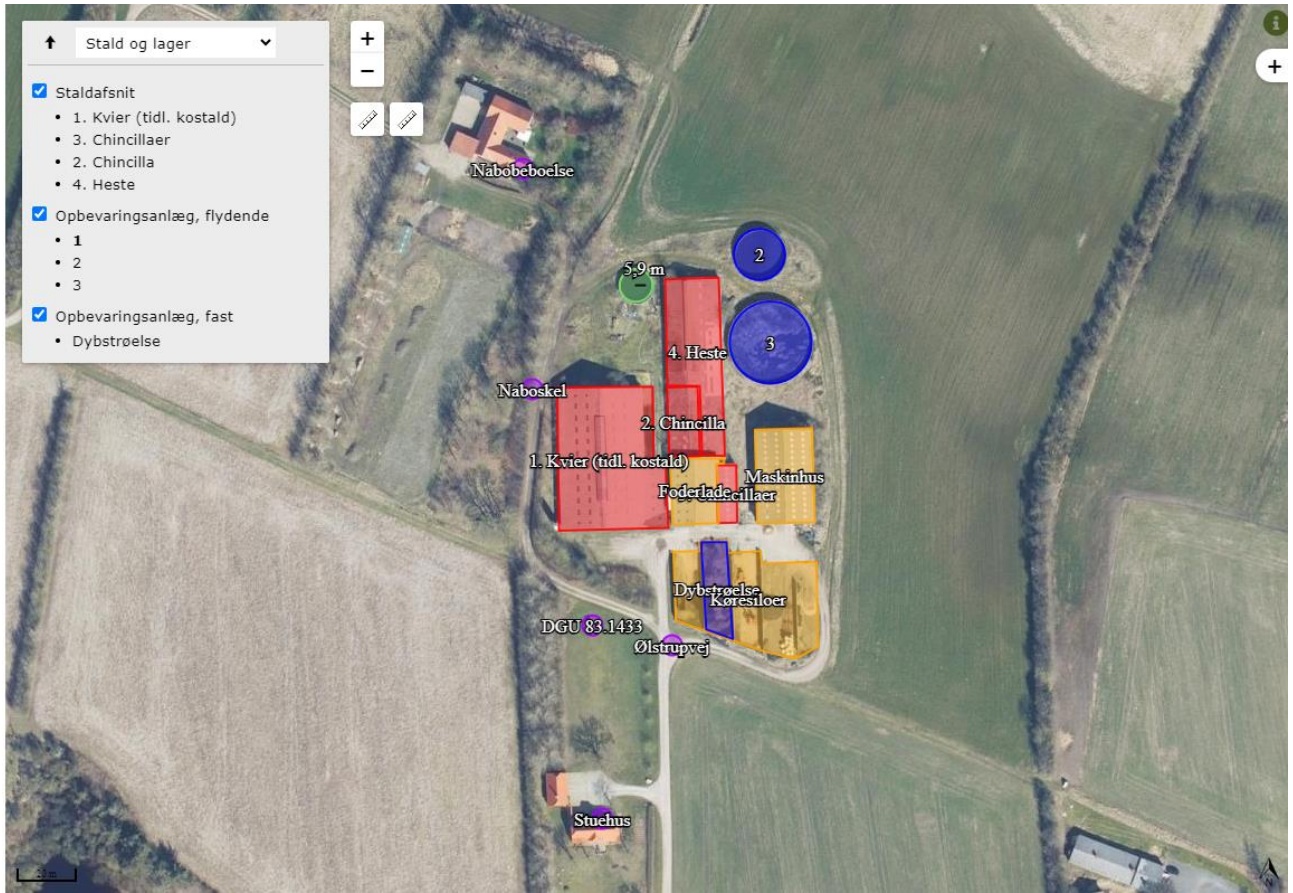 Stald og lager
Staldafsnit
1. Kvier (tidl. kostald)
3. Chincillaer
2. Chincilla
4. Heste
Opbevaringsanlæg, flydende
1
2
3
Opbevaringsanlæg, fast
Dybstrøelse
+
−
i
+
Nabobeboelse
2
5,9 m
3
4. Heste
Naboskel
2. Chincilla
1. Kvier (tidl. kostald)
Maskinhus
Foderlade
Dybstrøelse
Køresiloer
DGU 83.1433
Ølstrupvej
Stuehus